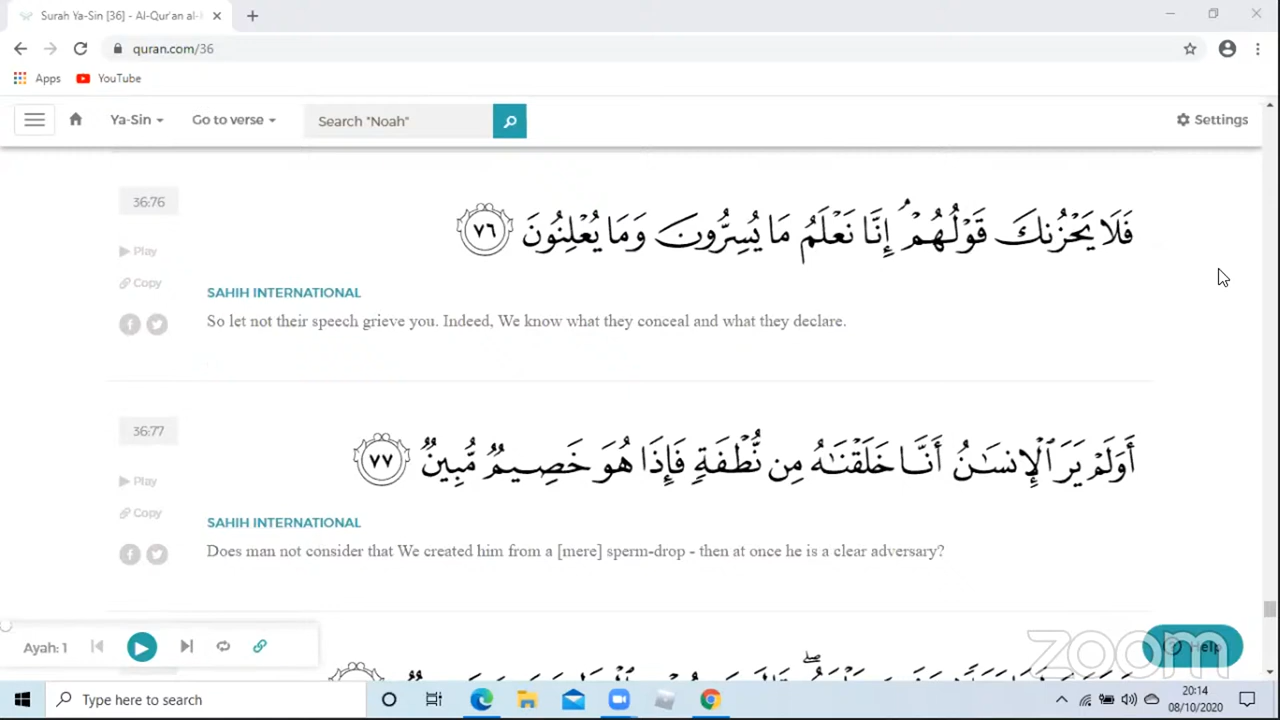 Surah Ya-Sin [36] - Al-Qur'an al-
quran.com/36
Apps YouTube
Ya-Sin Go to verse Search "Noah" Settings
36:76
فَلَا يَحْزُنكَ قَوْلُهُمْ ۘ إِنَّا نَعْلَمُ مَا يُسِرُّونَ وَمَا يُعْلِنُونَ ٧٦
Play
Copy
SAHIH INTERNATIONAL
So let not their speech grieve you. Indeed, We know what they conceal and what they declare.
36:77
أَوَلَمْ يَرَ ٱلْإِنسَـٰنُ أَنَّا خَلَقْنَـٰهُ مِن نُّطْفَةٍ فَإِذَا هُوَ خَصِيمٌ مُّبِينٌ ٧٧
Play
Copy
SAHIH INTERNATIONAL
Does man not consider that We created him from a [mere] sperm-drop - then at once he is a clear adversary?
Ayah: 1
Help
zoom
Type here to search
20:14
08/10/2020